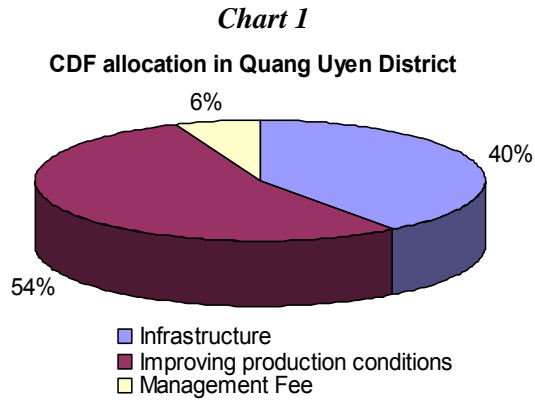 Chart 1
CDF allocation in Quang Uyen District
6%
40%
54%
Infrastructure
Improving production conditions
Management Fee